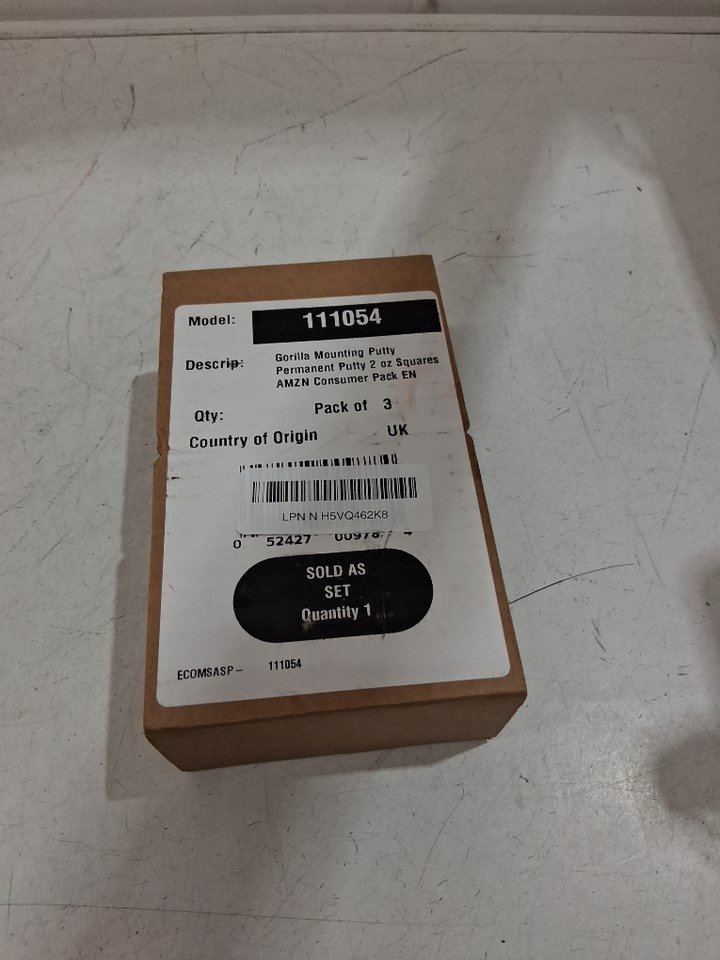 Model: 111054
Descrip: Gorilla Mounting Putty
Permanent Putty 2 oz Squares
AMZN Consumer Pack EN
Qty: Pack of 3
Country of Origin UK
LPN N H5VQ462K8
0 52427 00978 4
SOLD AS
SET
Quantity 1
ECOMSASP- 111054